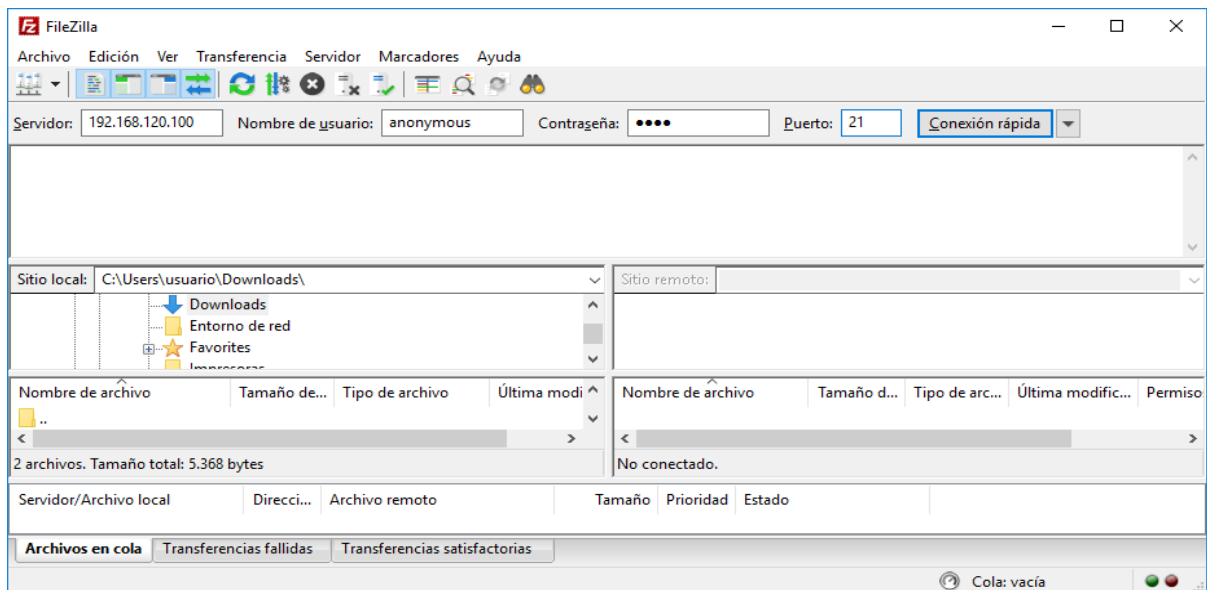 FileZilla
Archivo Edición Ver Transferencia Servidor Marcadores Ayuda
Servidor: 192.168.120.100 Nombre de usuario: anonymous Contraseña: ●●●● Puerto: 21 Conexión rápida
Sitio local: C:\Users\usuario\Downloads\ Sitio remoto:
Downloads
Entorno de red
Favorites
Impresoras
Nombre de archivo Tamaño de... Tipo de archivo Última modi Nombre de archivo Tamaño d... Tipo de arc... Última modific... Permiso
..
2 archivos. Tamaño total: 5.368 bytes No conectado.
Servidor/Archivo local Direcci... Archivo remoto Tamaño Prioridad Estado
Archivos en cola Transferencias fallidas Transferencias satisfactorias
Cola: vacía